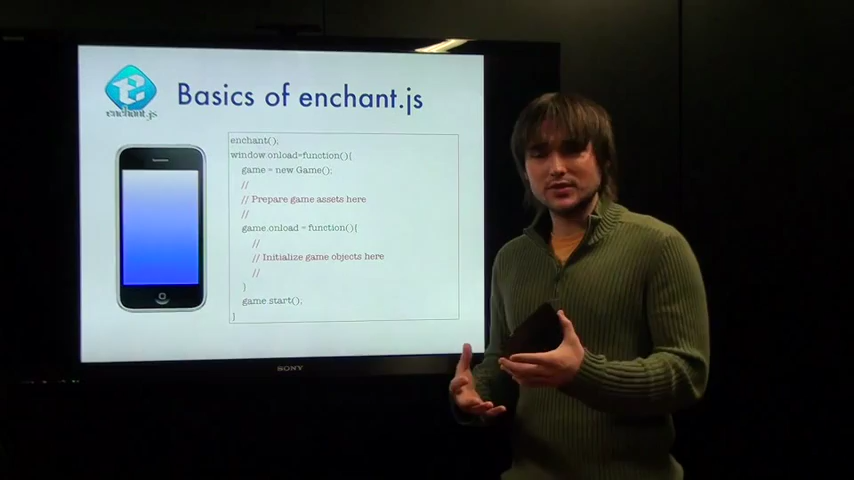 Basics of enchant.js
enchant.js
enchant();
window.onload=function(){
game = new Game();
//
// Prepare game assets here
//
game.onload = function(){
//
// Initialize game objects here
//
}
game.start();
}
SONY